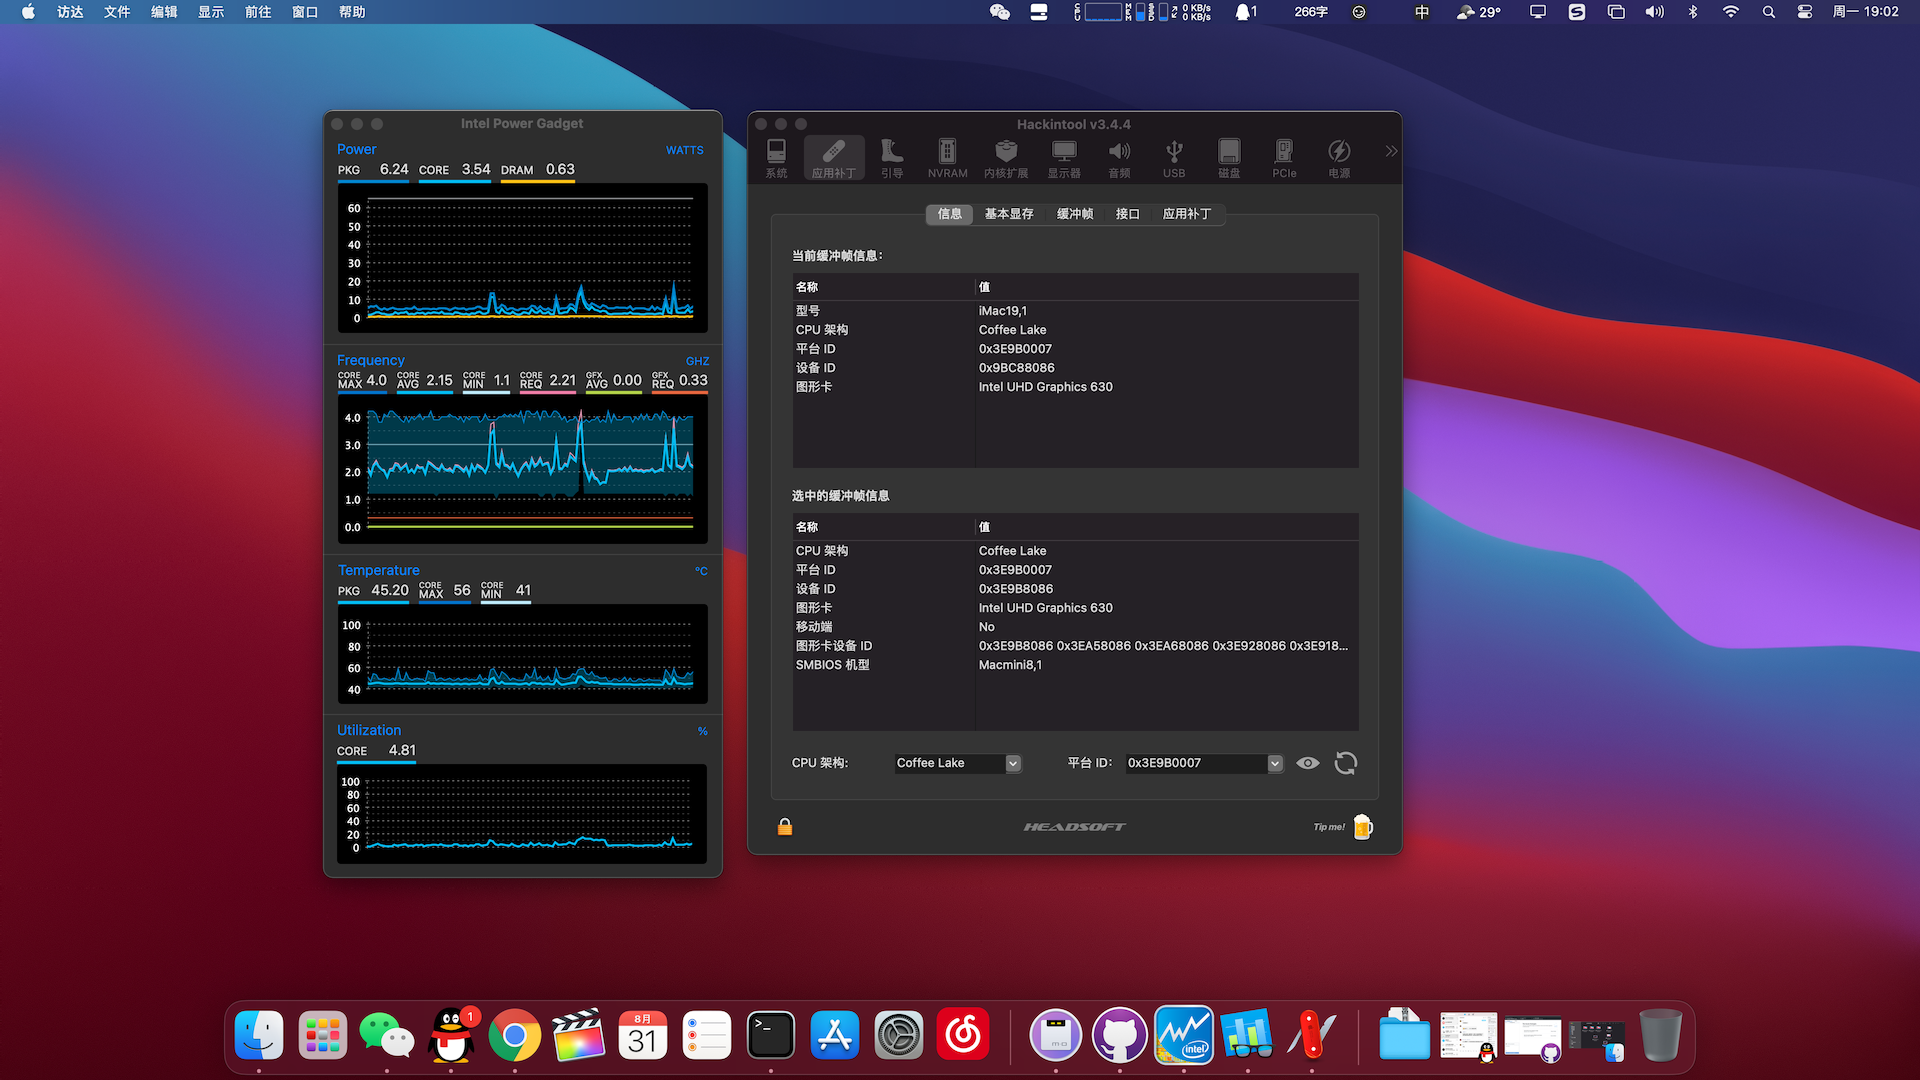 访达 文件 编辑 显示 前往 窗口 帮助
CPU MEM SSD 0 KB/s 0 KB/s 1 266字 中 29° 周一 19:02
Intel Power Gadget
Power WATTS
PKG 6.24 CORE 3.54 DRAM 0.63
60
50
40
30
20
10
0
Frequency GHZ
CORE MAX 4.0 CORE AVG 2.15 CORE MIN 1.1 CORE REQ 2.21 GFX AVG 0.00 GFX REQ 0.33
4.0
3.0
2.0
1.0
0.0
Temperature °C
PKG 45.20 CORE MAX 56 CORE MIN 41
100
80
60
40
Utilization %
CORE 4.81
100
80
60
40
20
0
Hackintool v3.4.4
系统 应用补丁 引导 NVRAM 内核扩展 显示器 音频 USB 磁盘 PCIe 电源
信息 基本显存 缓冲帧 接口 应用补丁
当前缓冲帧信息:
名称 值
型号 iMac19,1
CPU 架构 Coffee Lake
平台 ID 0x3E9B0007
设备 ID 0x9BC88086
图形卡 Intel UHD Graphics 630
选中的缓冲帧信息
名称 值
CPU 架构 Coffee Lake
平台 ID 0x3E9B0007
设备 ID 0x3E9B8086
图形卡 Intel UHD Graphics 630
移动端 No
图形卡设备 ID 0x3E9B8086 0x3EA58086 0x3EA68086 0x3E928086 0x3E918...
SMBIOS 机型 Macmini8,1
CPU 架构: Coffee Lake 平台 ID: 0x3E9B0007
HEADSOFT Tip me!
1
8月
31
intel